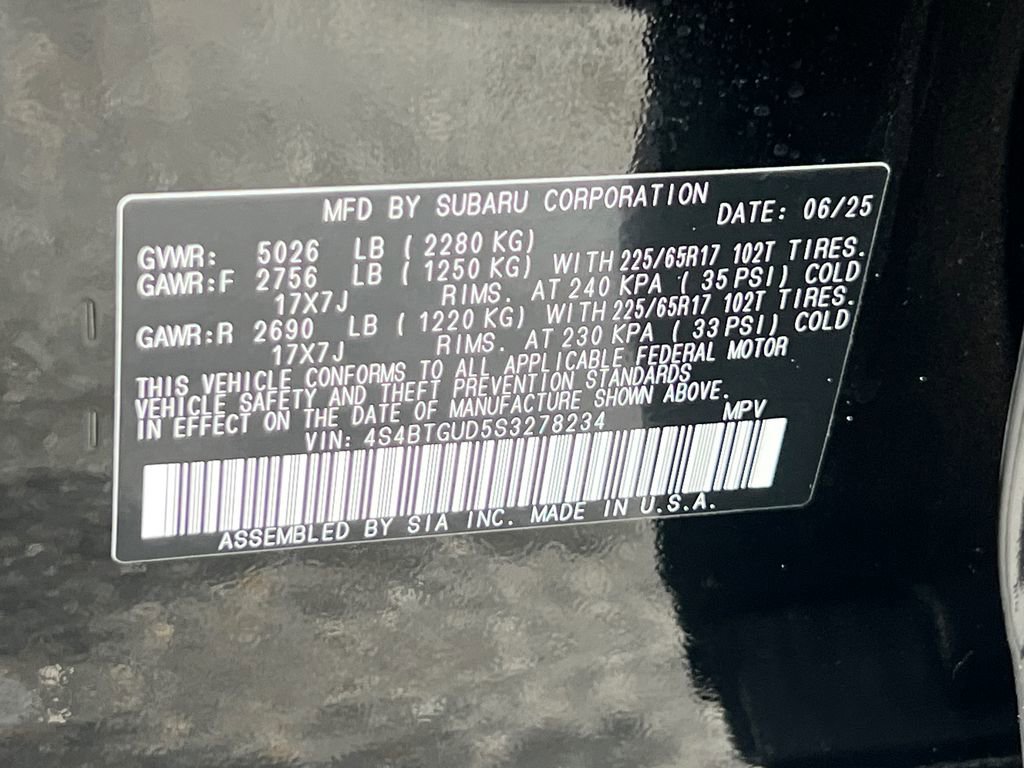 MFD BY SUBARU CORPORATION DATE: 06/25
GVWR: 5026 LB ( 2280 KG)
GAWR:F 2756 LB ( 1250 KG) WITH 225/65R17 102T TIRES.
17X7J RIMS. AT 240 KPA ( 35 PSI) COLD
GAWR:R 2690 LB ( 1220 KG) WITH 225/65R17 102T TIRES.
17X7J RIMS. AT 230 KPA ( 33 PSI) COLD
THIS VEHICLE CONFORMS TO ALL APPLICABLE FEDERAL MOTOR
VEHICLE SAFETY AND THEFT PREVENTION STANDARDS
IN EFFECT ON THE DATE OF MANUFACTURE SHOWN ABOVE.
VIN: 4S4BTGUD5S3278234 MPV
ASSEMBLED BY SIA INC. MADE IN U.S.A.